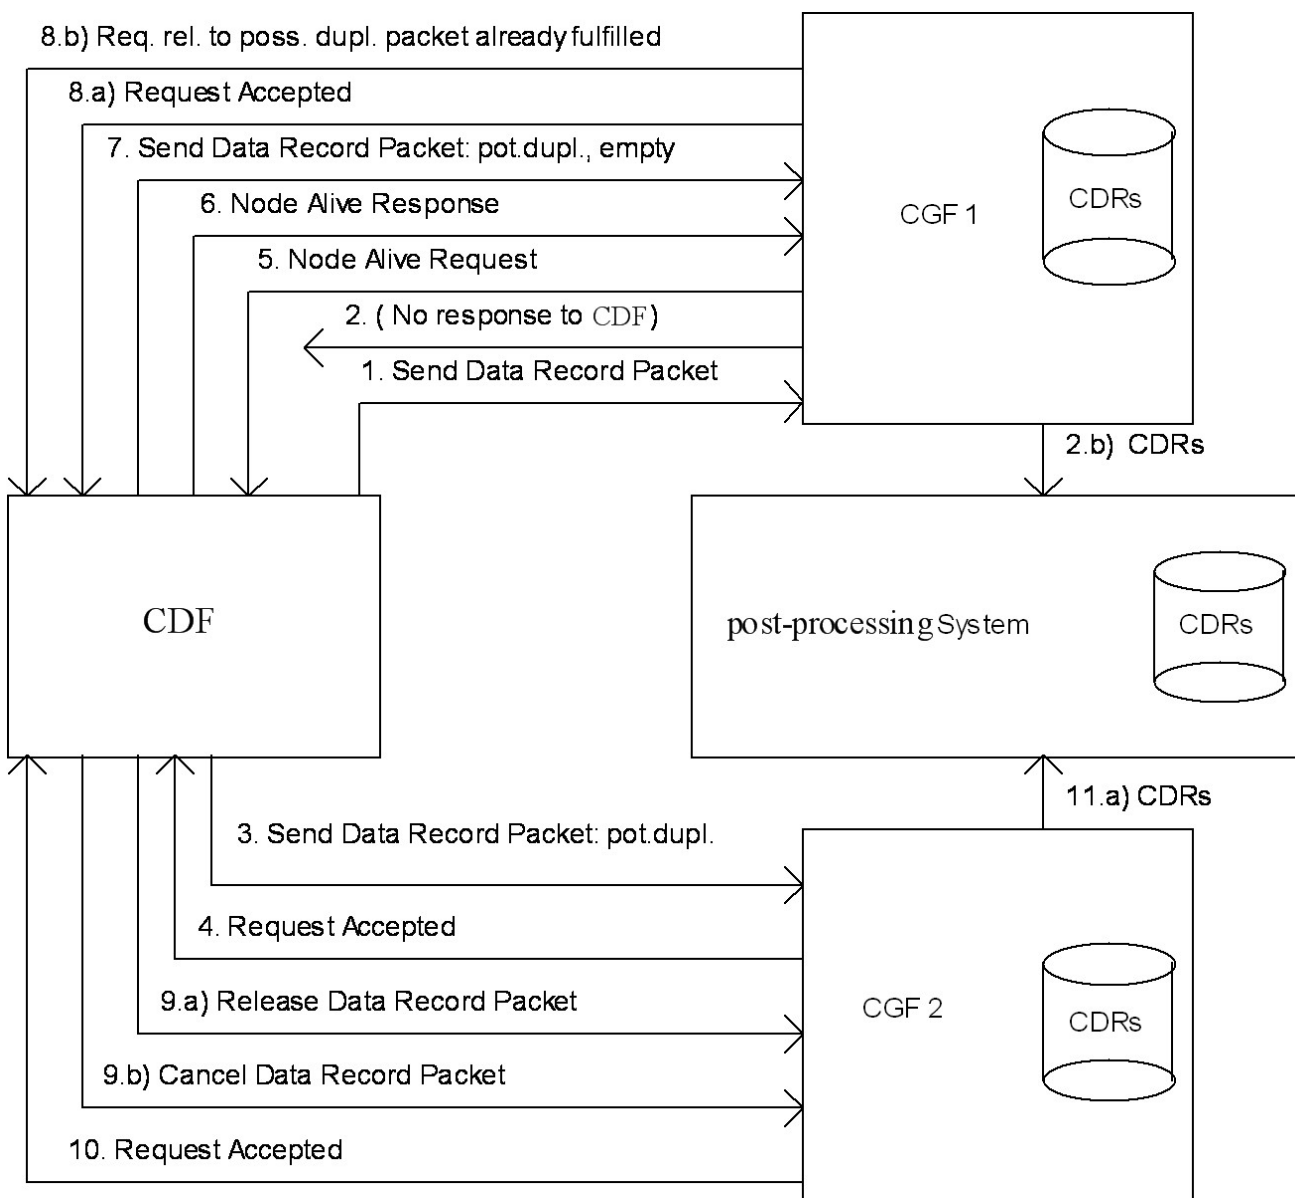 8.b) Req. rel. to poss. dupl. packet already fulfilled
8.a) Request Accepted
7. Send Data Record Packet: pot.dupl., empty
6. Node Alive Response
5. Node Alive Request
2. ( No response to CDF)
1. Send Data Record Packet
CGF 1
CDRs
2.b) CDRs
CDF
post-processing System
CDRs
11.a) CDRs
3. Send Data Record Packet: pot.dupl.
4. Request Accepted
9.a) Release Data Record Packet
9.b) Cancel Data Record Packet
10. Request Accepted
CGF 2
CDRs